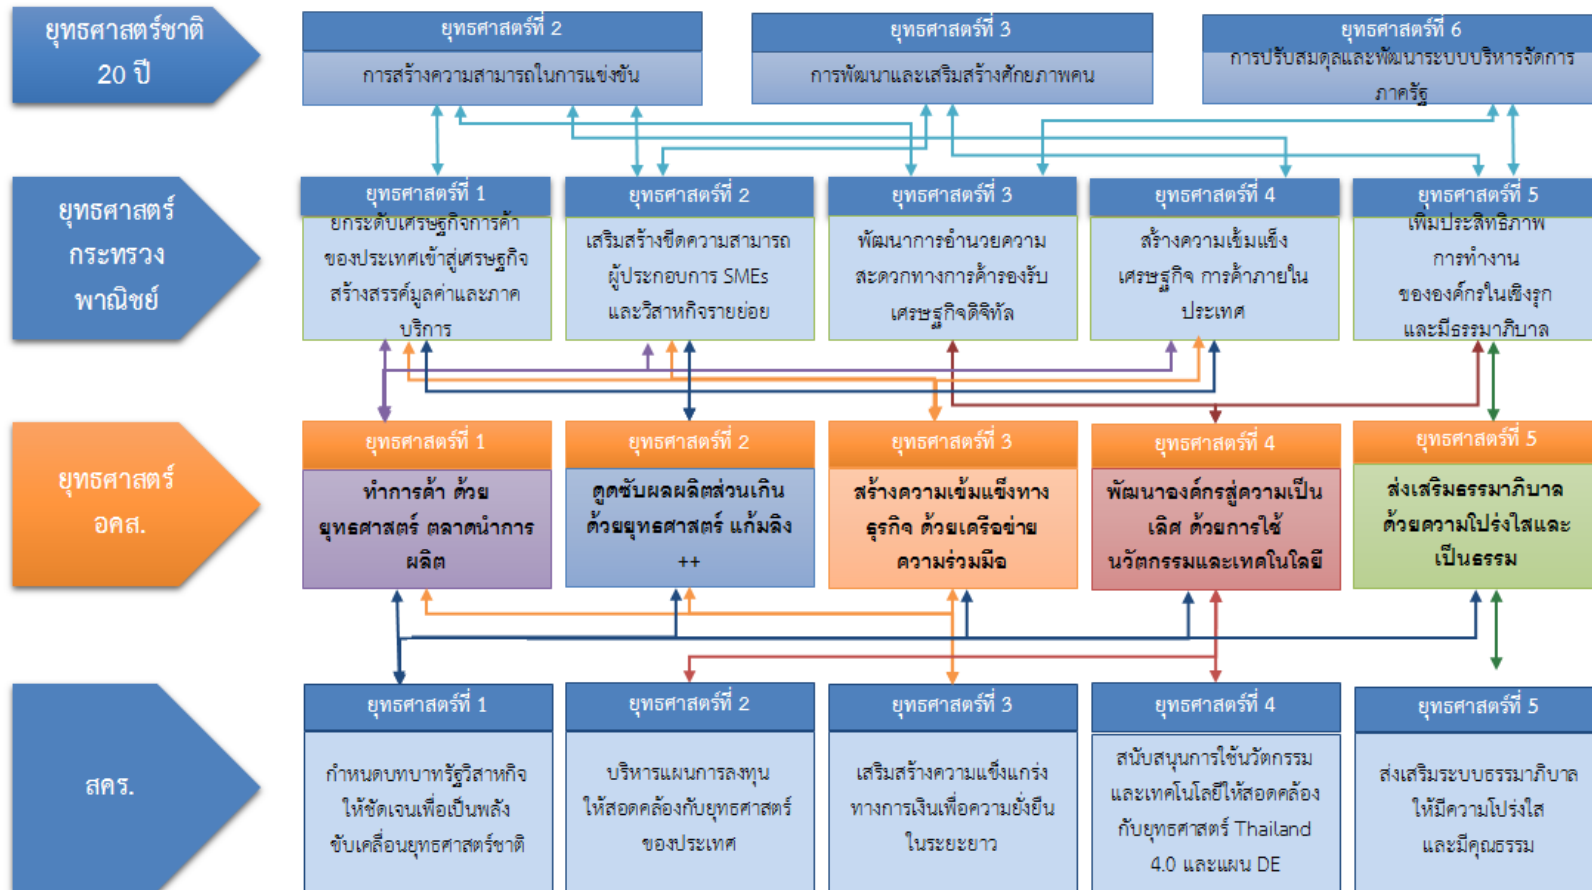 ยุทธศาสตร์ชาติ
20 ปี
ยุทธศาสตร์ที่ 2
การสร้างความสามารถในการแข่งขัน
ยุทธศาสตร์ที่ 3
การพัฒนาและเสริมสร้างศักยภาพคน
ยุทธศาสตร์ที่ 6
การปรับสมดุลและพัฒนาระบบบริหารจัดการ
ภาครัฐ
ยุทธศาสตร์
กระทรวง
พาณิชย์
ยุทธศาสตร์ที่ 1
ยกระดับเศรษฐกิจการค้า
ของประเทศเข้าสู่เศรษฐกิจ
สร้างสรรค์มูลค่าและภาค
บริการ
ยุทธศาสตร์ที่ 2
เสริมสร้างขีดความสามารถ
ผู้ประกอบการ SMEs
และวิสาหกิจรายย่อย
ยุทธศาสตร์ที่ 3
พัฒนาการอำนวยความ
สะดวกทางการค้ารองรับ
เศรษฐกิจดิจิทัล
ยุทธศาสตร์ที่ 4
สร้างความเข้มแข็ง
เศรษฐกิจ การค้าภายใน
ประเทศ
ยุทธศาสตร์ที่ 5
เพิ่มประสิทธิภาพ
การทำงาน
ขององค์กรในเชิงรุก
และมีธรรมาภิบาล
ยุทธศาสตร์
อคส.
ยุทธศาสตร์ที่ 1
ทำการค้า ด้วย
ยุทธศาสตร์ ตลาดนำการ
ผลิต
ยุทธศาสตร์ที่ 2
ดูดซับผลผลิตส่วนเกิน
ด้วยยุทธศาสตร์ แก้มลิง
++
ยุทธศาสตร์ที่ 3
สร้างความเข้มแข็งทาง
ธุรกิจ ด้วยเครือข่าย
ความร่วมมือ
ยุทธศาสตร์ที่ 4
พัฒนาองค์กรสู่ความเป็น
เลิศ ด้วยการใช้
นวัตกรรมและเทคโนโลยี
ยุทธศาสตร์ที่ 5
ส่งเสริมธรรมาภิบาล
ด้วยความโปร่งใสและ
เป็นธรรม
สคร.
ยุทธศาสตร์ที่ 1
กำหนดบทบาทรัฐวิสาหกิจ
ให้ชัดเจนเพื่อเป็นพลัง
ขับเคลื่อนยุทธศาสตร์ชาติ
ยุทธศาสตร์ที่ 2
บริหารแผนการลงทุน
ให้สอดคล้องกับยุทธศาสตร์
ของประเทศ
ยุทธศาสตร์ที่ 3
เสริมสร้างความแข็งแกร่ง
ทางการเงินเพื่อความยั่งยืน
ในระยะยาว
ยุทธศาสตร์ที่ 4
สนับสนุนการใช้นวัตกรรม
และเทคโนโลยีให้สอดคล้อง
กับยุทธศาสตร์ Thailand
4.0 และแผน DE
ยุทธศาสตร์ที่ 5
ส่งเสริมระบบธรรมาภิบาล
ให้มีความโปร่งใส
และมีคุณธรรม